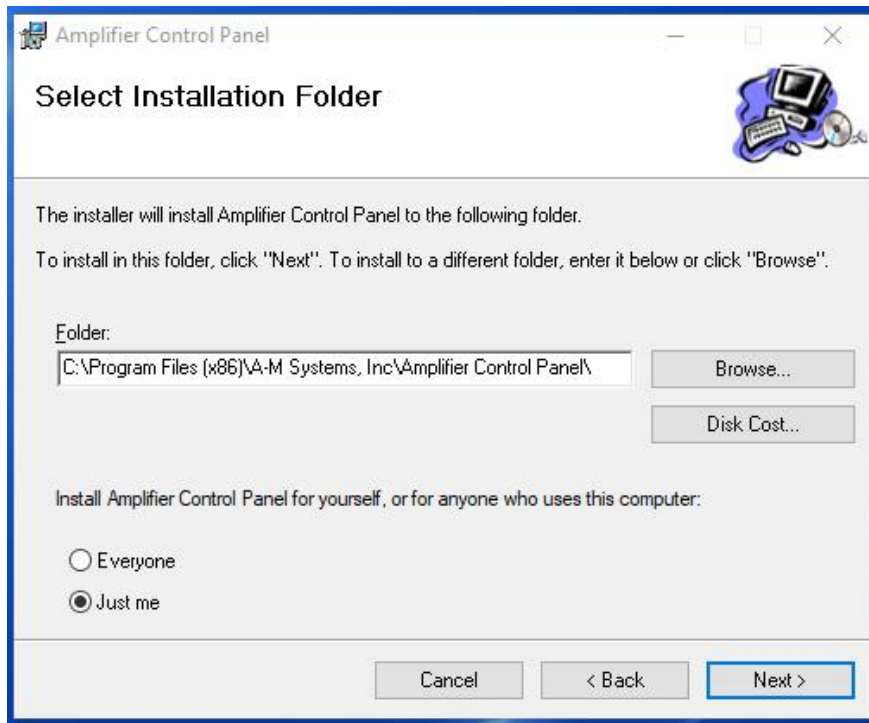 Amplifier Control Panel
Select Installation Folder
The installer will install Amplifier Control Panel to the following folder.
To install in this folder, click "Next". To install to a different folder, enter it below or click "Browse".
Folder:
C:\Program Files (x86)\A-M Systems, Inc\Amplifier Control Panel\
Browse...
Disk Cost...
Install Amplifier Control Panel for yourself, or for anyone who uses this computer:
Everyone
Just me
Cancel
< Back
Next >